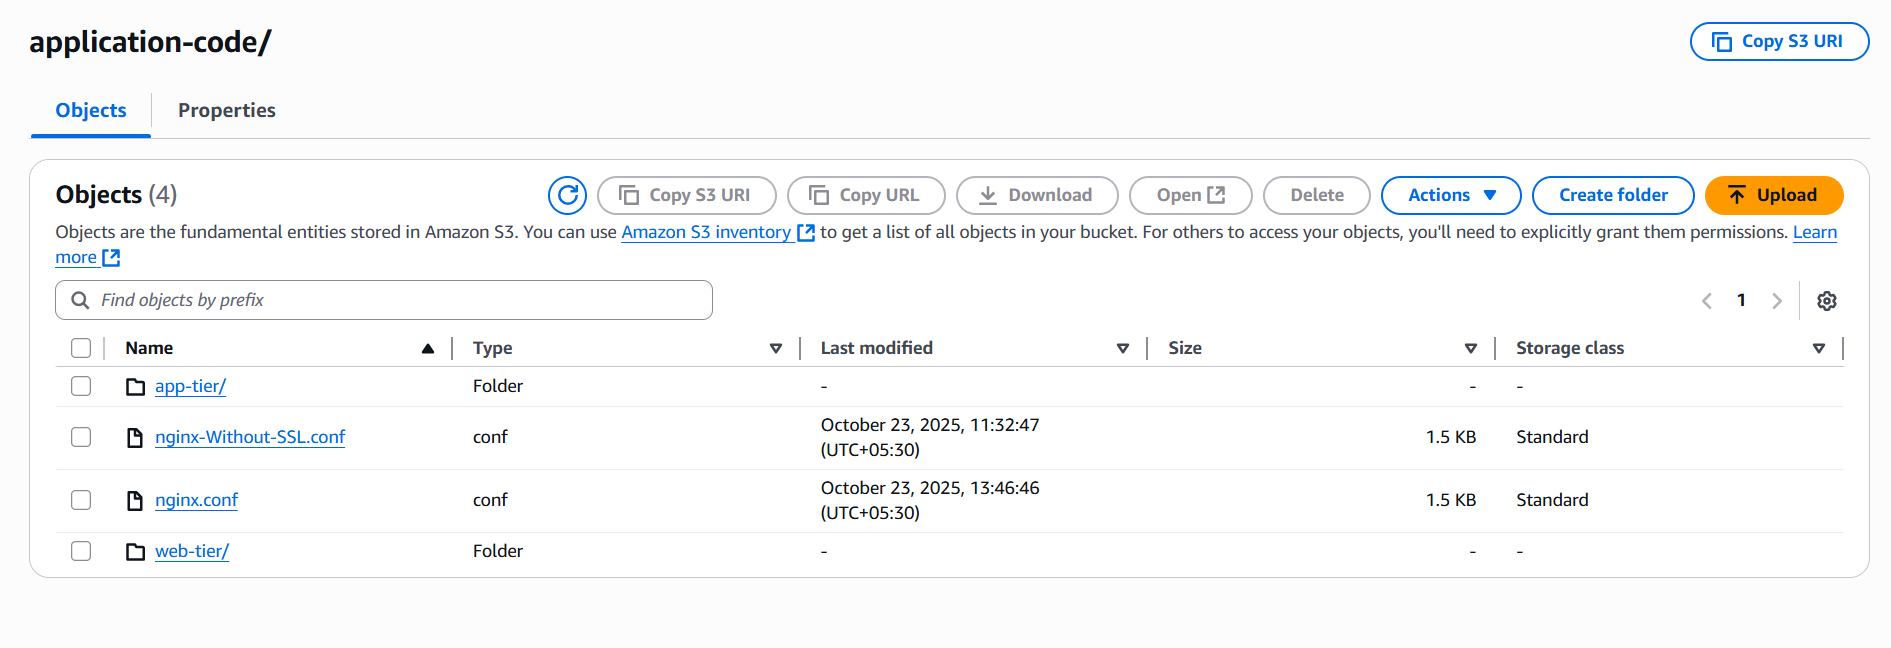 application-code/
Copy S3 URI
Objects
Properties
Objects (4)
Copy S3 URI
Copy URL
Download
Open
Delete
Actions
Create folder
Upload
Objects are the fundamental entities stored in Amazon S3. You can use Amazon S3 inventory to get a list of all objects in your bucket. For others to access your objects, you'll need to explicitly grant them permissions. Learn
more
Find objects by prefix
1
Name Type Last modified Size Storage class
app-tier/ Folder - - -
nginx-Without-SSL.conf conf October 23, 2025, 11:32:47 1.5 KB Standard
(UTC+05:30)
nginx.conf conf October 23, 2025, 13:46:46 1.5 KB Standard
(UTC+05:30)
web-tier/ Folder - - -